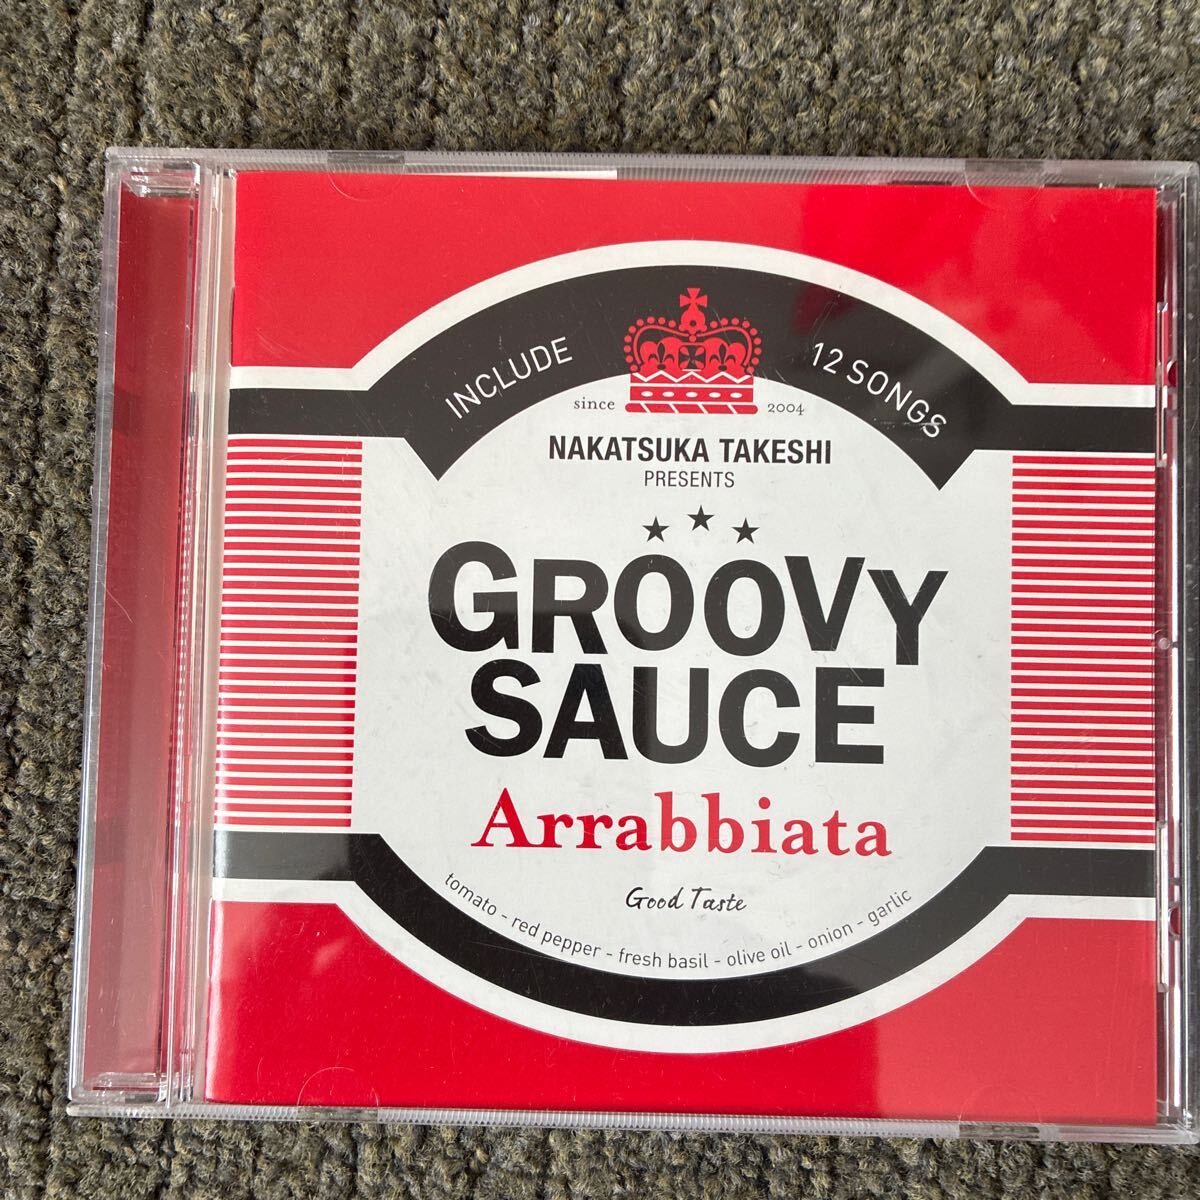 INCLUDE
12 SONGS
since 2004
NAKATSUKA TAKESHI
PRESENTS
GROOVY
SAUCE
Arrabbiata
Good Taste
tomato - red pepper - fresh basil - olive oil - onion - garlic